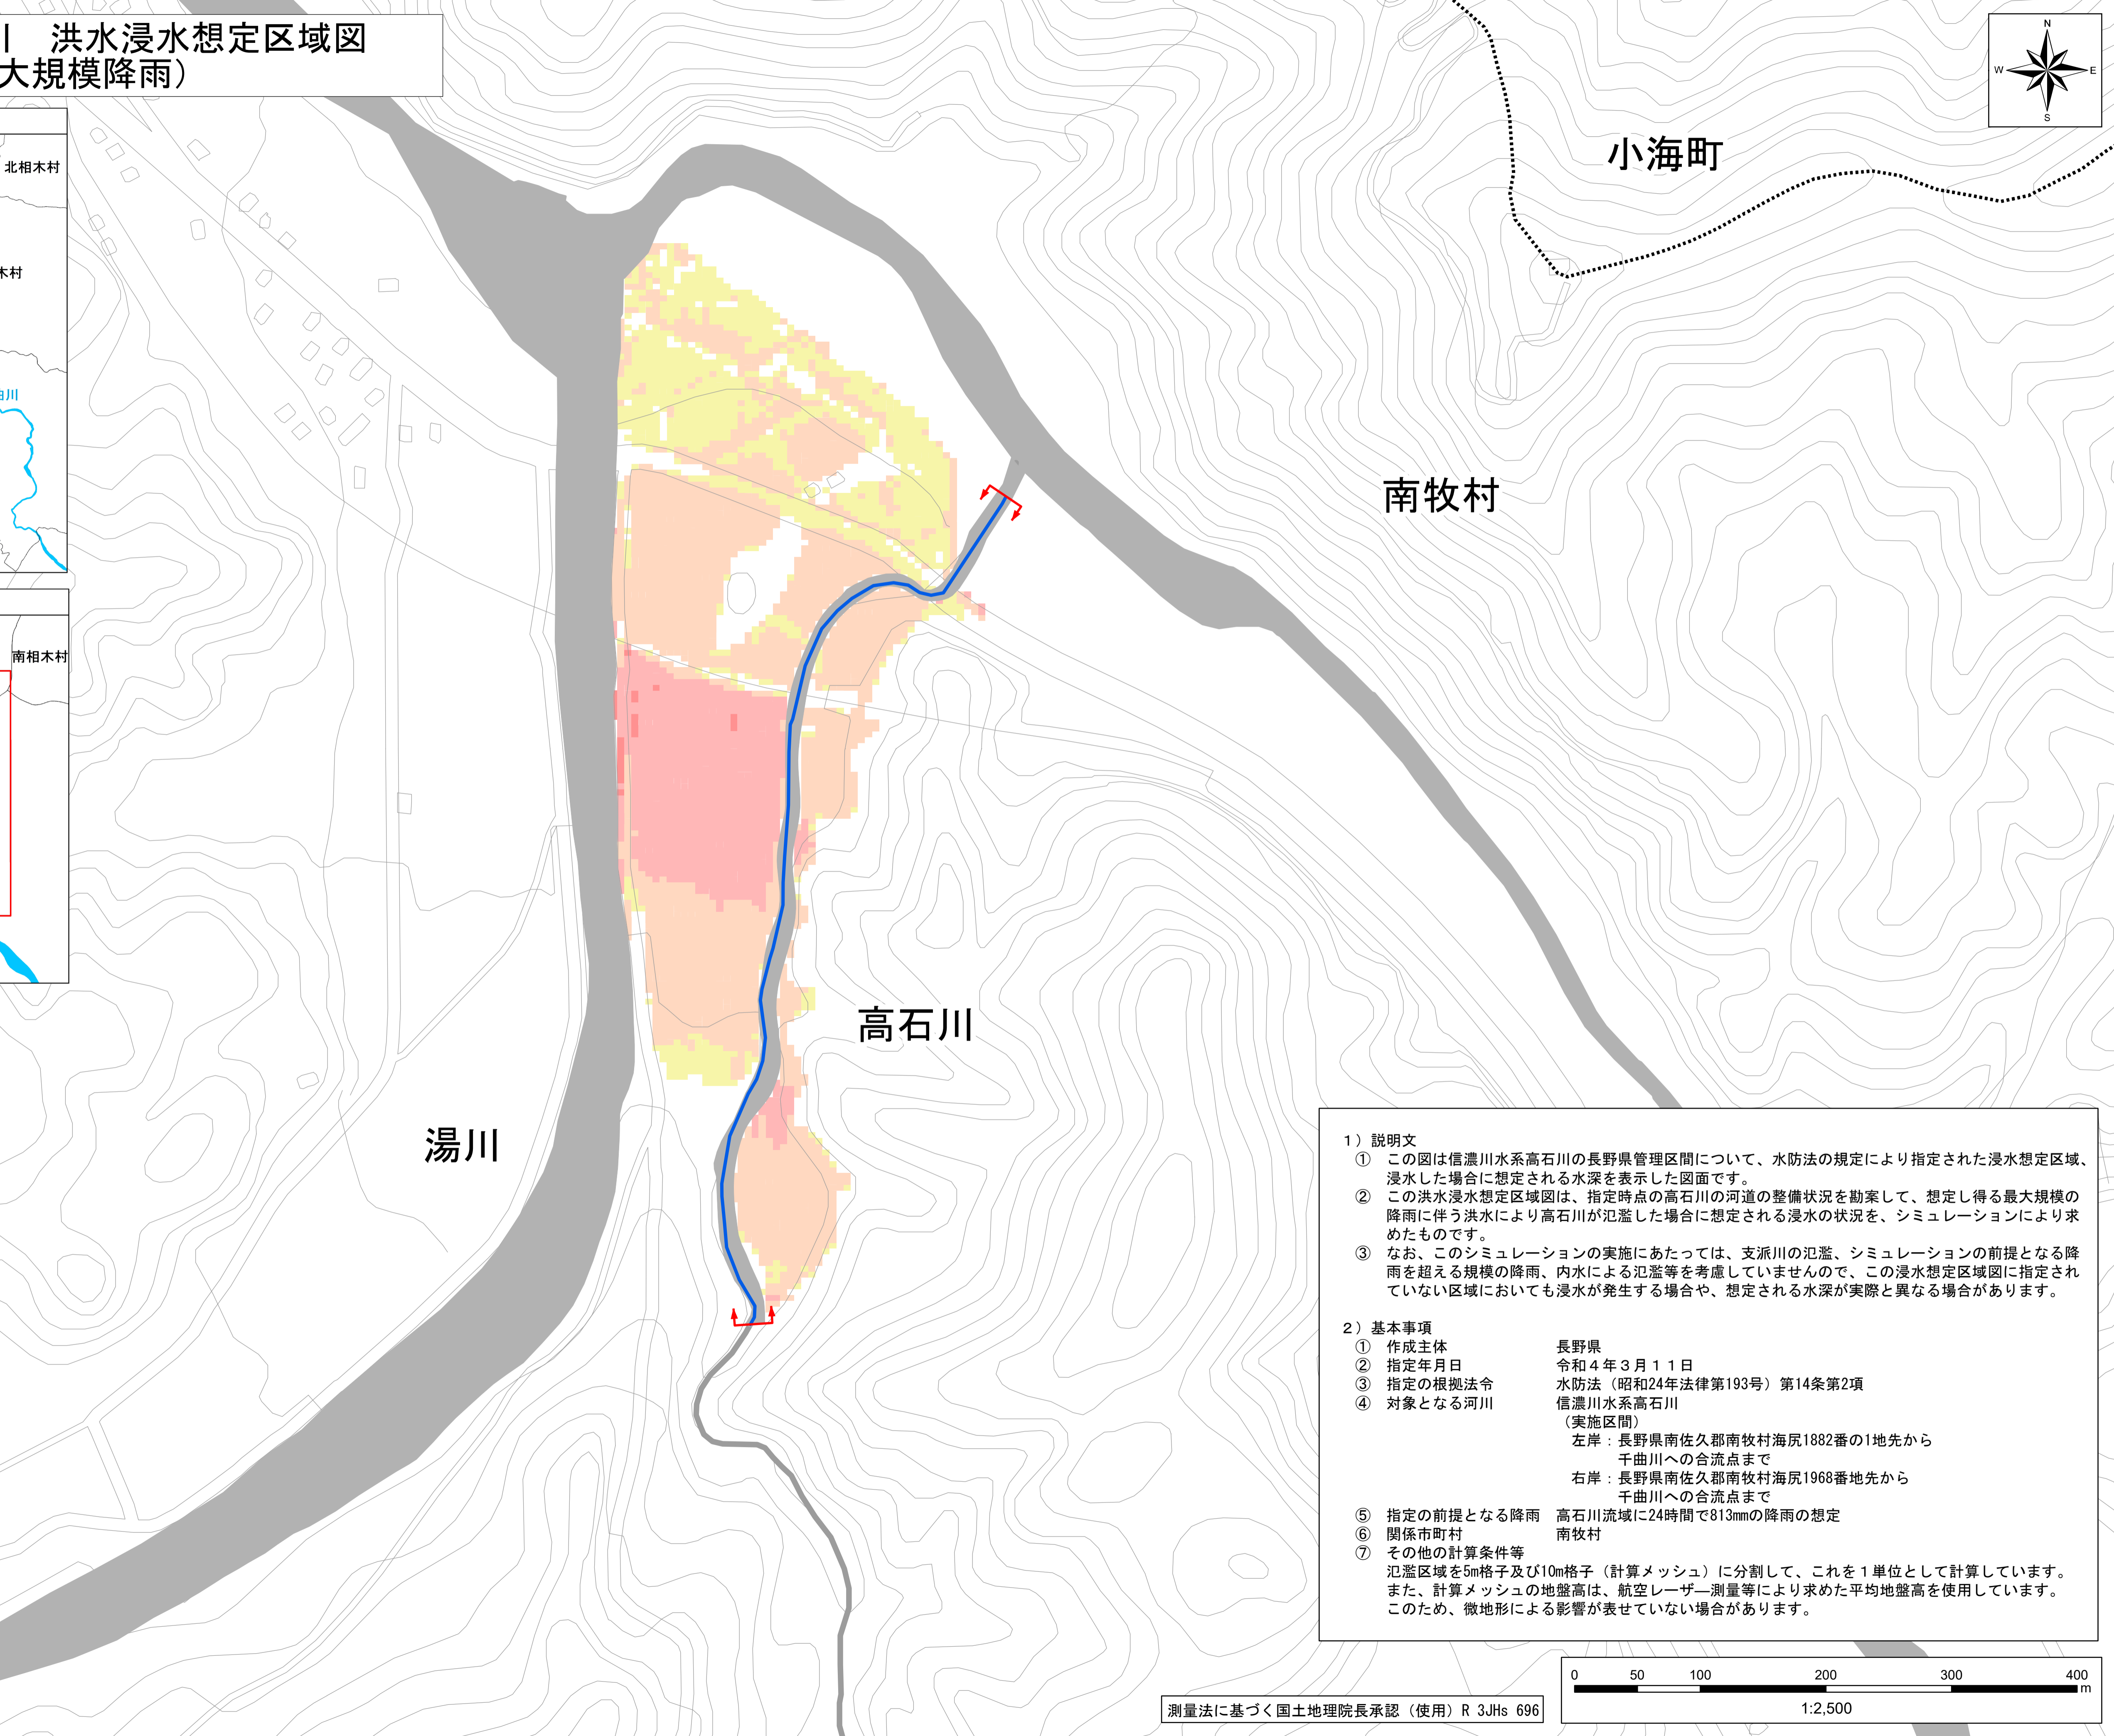 川　洪水浸水想定区域図
大規模降雨）
北相木村
木村
曲川
南相木村
N
W E
S
小海町
南牧村
高石川
湯川
1）説明文
①　この図は信濃川水系高石川の長野県管理区間について、水防法の規定により指定された浸水想定区域、
浸水した場合に想定される水深を表示した図面です。
②　この洪水浸水想定区域図は、指定時点の高石川の河道の整備状況を勘案して、想定し得る最大規模の
降雨に伴う洪水により高石川が氾濫した場合に想定される浸水の状況を、シミュレーションにより求
めたものです。
③　なお、このシミュレーションの実施にあたっては、支派川の氾濫、シミュレーションの前提となる降
雨を超える規模の降雨、内水による氾濫等を考慮していませんので、この浸水想定区域図に指定され
ていない区域においても浸水が発生する場合や、想定される水深が実際と異なる場合があります。
2）基本事項
①　作成主体　長野県
②　指定年月日　令和４年３月１１日
③　指定の根拠法令　水防法（昭和24年法律第193号）第14条第2項
④　対象となる河川　信濃川水系高石川
（実施区間）
左岸：長野県南佐久郡南牧村海尻1882番の1地先から
千曲川への合流点まで
右岸：長野県南佐久郡南牧村海尻1968番地先から
千曲川への合流点まで
⑤　指定の前提となる降雨　高石川流域に24時間で813mmの降雨の想定
⑥　関係市町村　南牧村
⑦　その他の計算条件等
氾濫区域を5m格子及び10m格子（計算メッシュ）に分割して、これを１単位として計算しています。
また、計算メッシュの地盤高は、航空レーザ―測量等により求めた平均地盤高を使用しています。
このため、微地形による影響が表せていない場合があります。
0 50 100 200 300 400
m
1:2,500
測量法に基づく国土地理院長承認（使用）R 3JHs 696